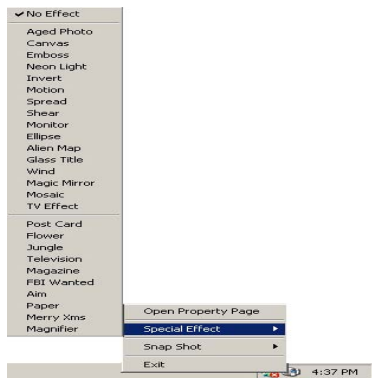 No Effect
Aged Photo
Canvas
Emboss
Neon Light
Invert
Motion
Spread
Shear
Monitor
Ellipse
Alien Map
Glass Title
Wind
Magic Mirror
Mosaic
TV Effect
Post Card
Flower
Jungle
Television
Magazine
FBI Wanted
Aim
Paper
Merry Xms
Magnifier
Open Property Page
Special Effect
Snap Shot
Exit
4:37 PM